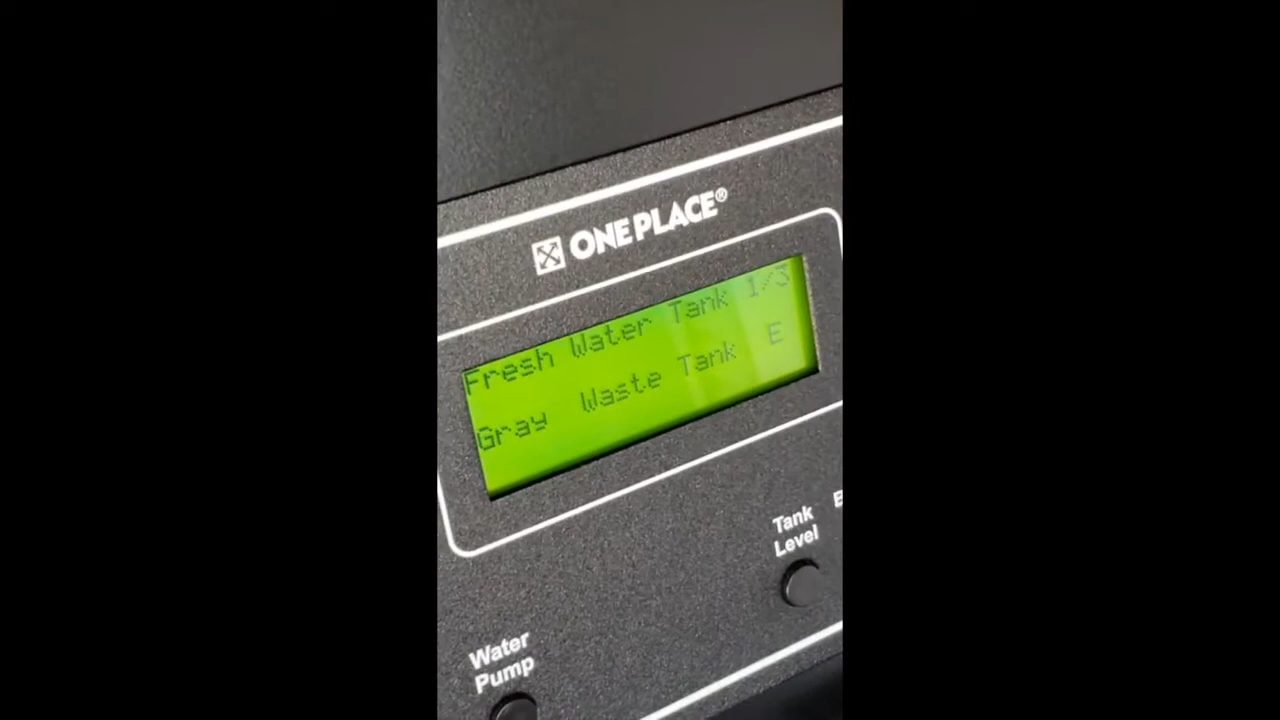 ONE PLACE®
Fresh Water Tank 1/3
Gray Waste Tank E
Tank
Level
Water
Pump